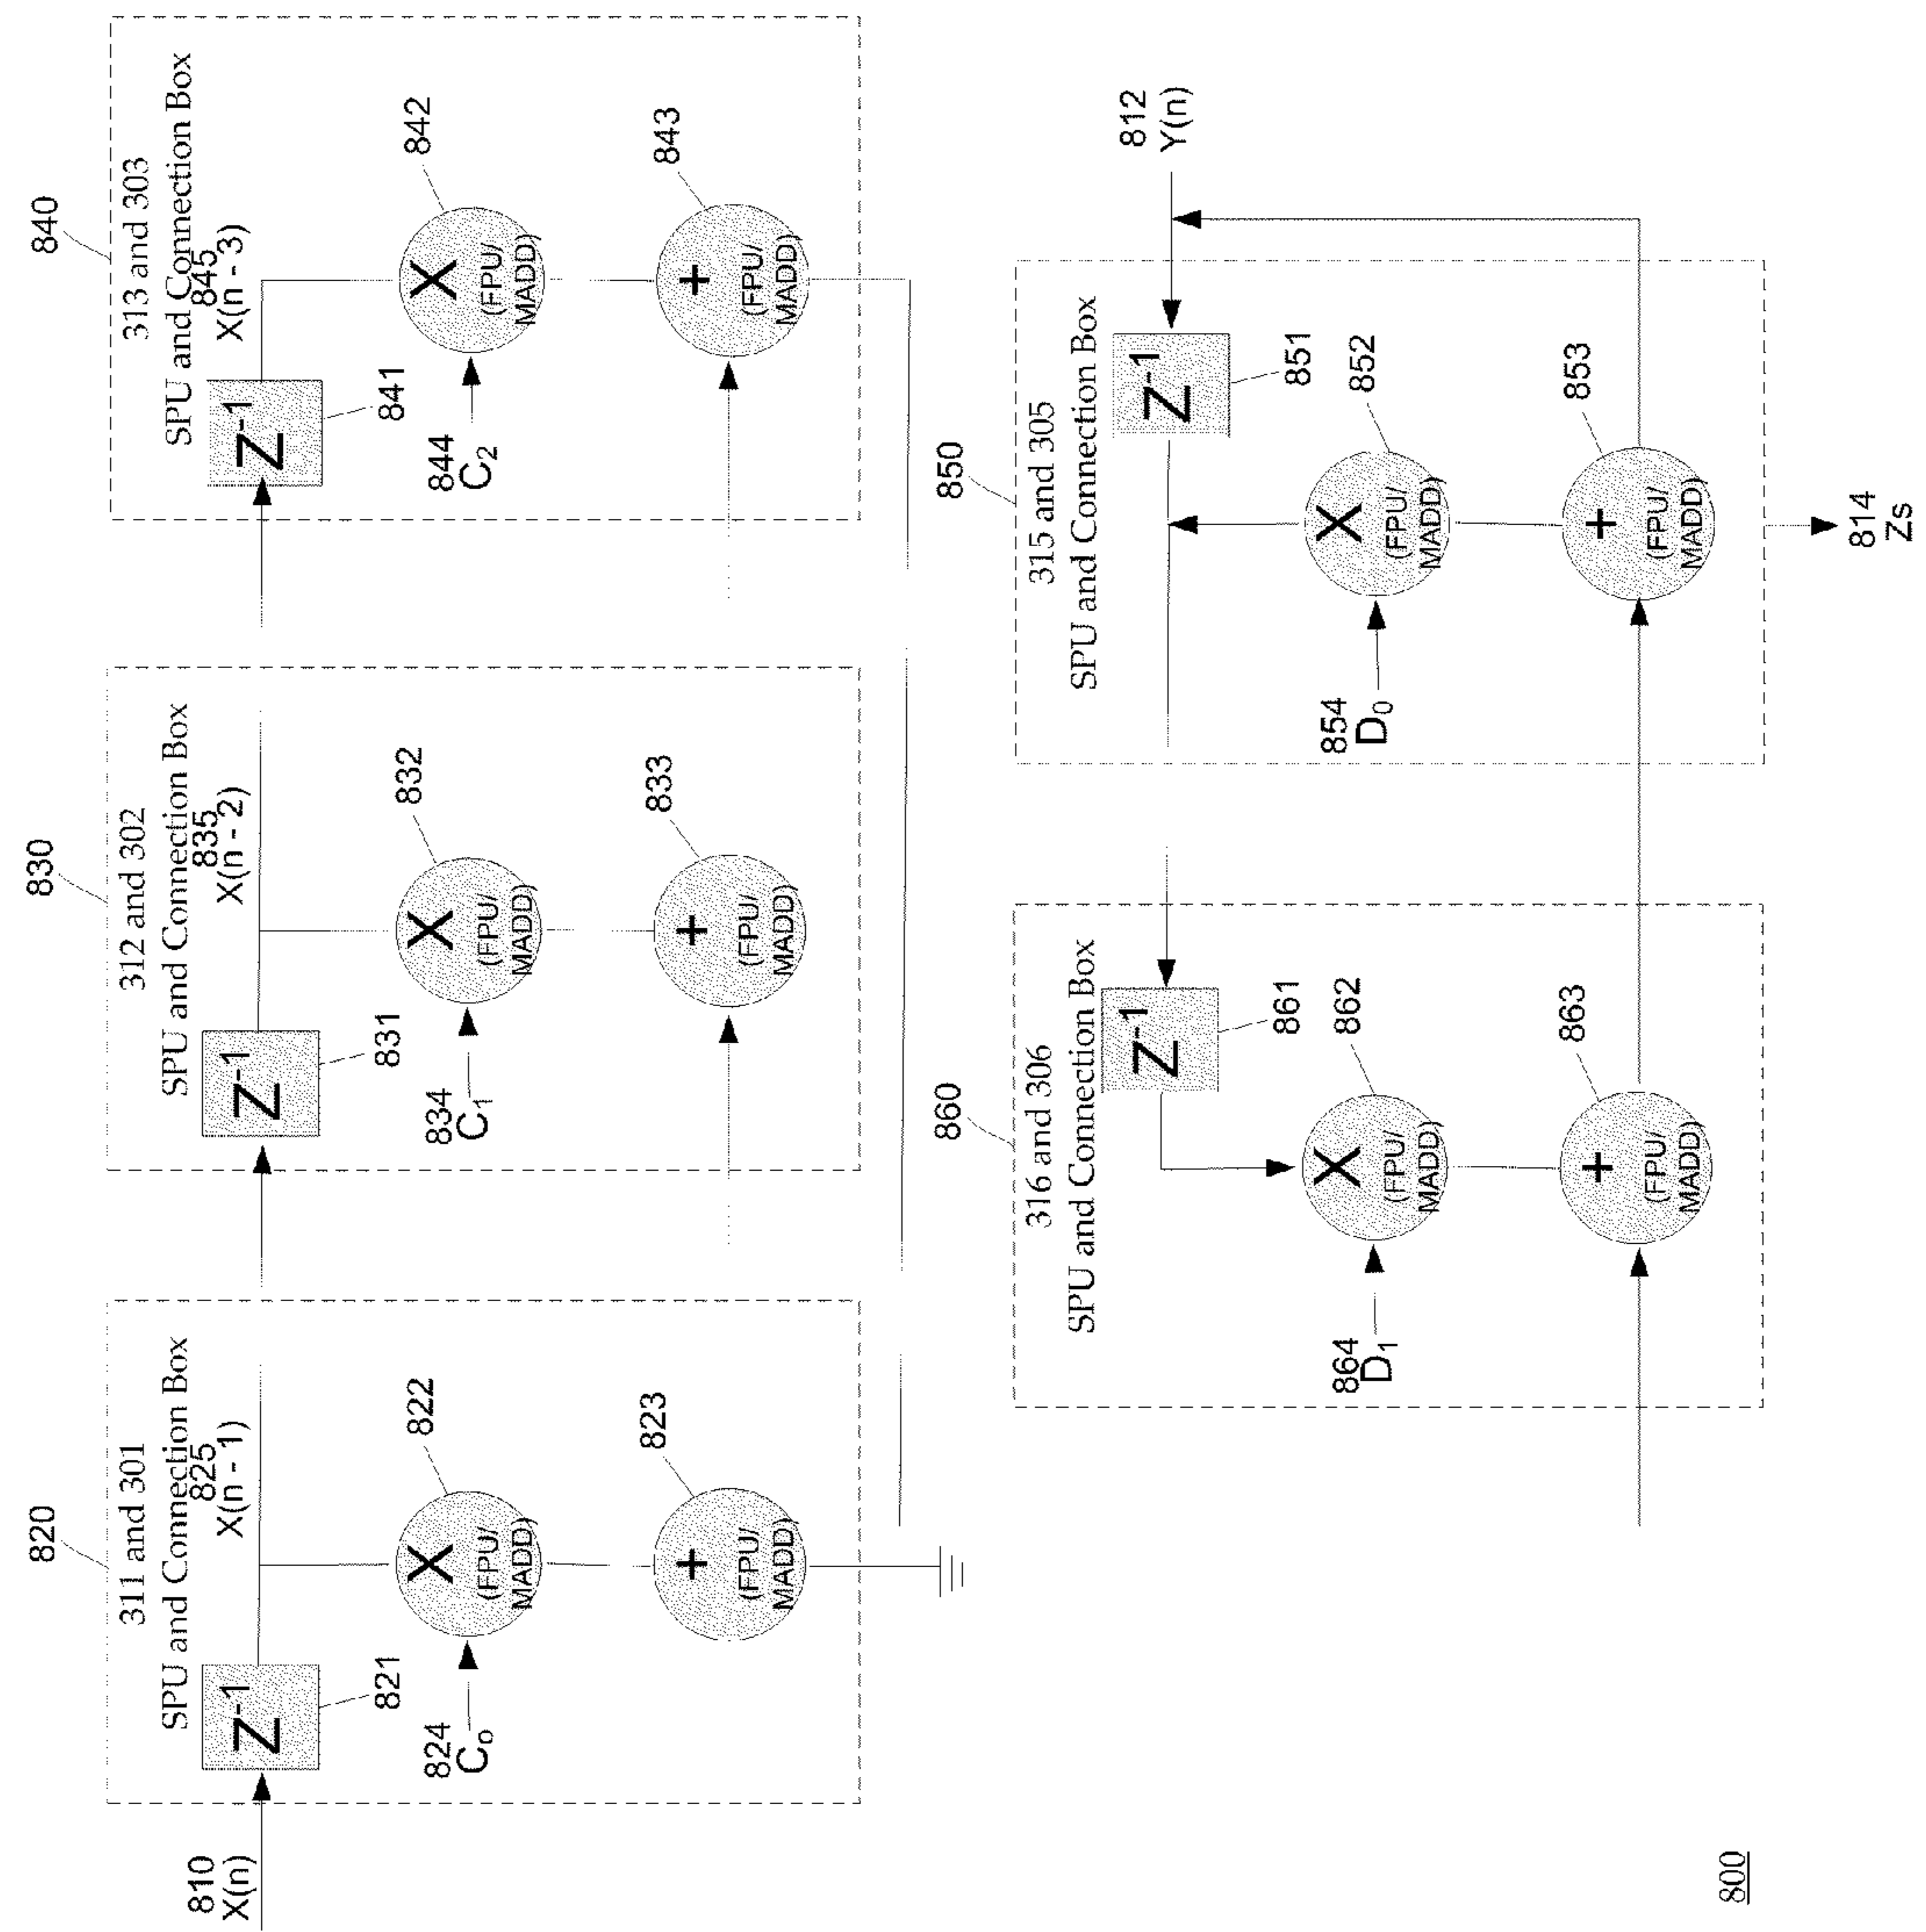 820
311 and 301
SPU and Connection Box
810
X(n)
825
X(n - 1)
Z-1
821
824
C₀
X
(FPU/
MADD)
822
+
(FPU/
MADD)
823
830
312 and 302
SPU and Connection Box
835
X(n - 2)
Z-1
831
834
C₁
X
(FPU/
MADD)
832
+
(FPU/
MADD)
833
840
313 and 303
SPU and Connection Box
845
X(n - 3)
Z-1
841
844
C₂
X
(FPU/
MADD)
842
+
(FPU/
MADD)
843
860
316 and 306
SPU and Connection Box
Z-1
861
864
D₁
X
(FPU/
MADD)
862
+
(FPU/
MADD)
863
850
315 and 305
SPU and Connection Box
812
Y(n)
Z-1
851
854
D₀
X
(FPU/
MADD)
852
+
(FPU/
MADD)
853
814
Zs
800